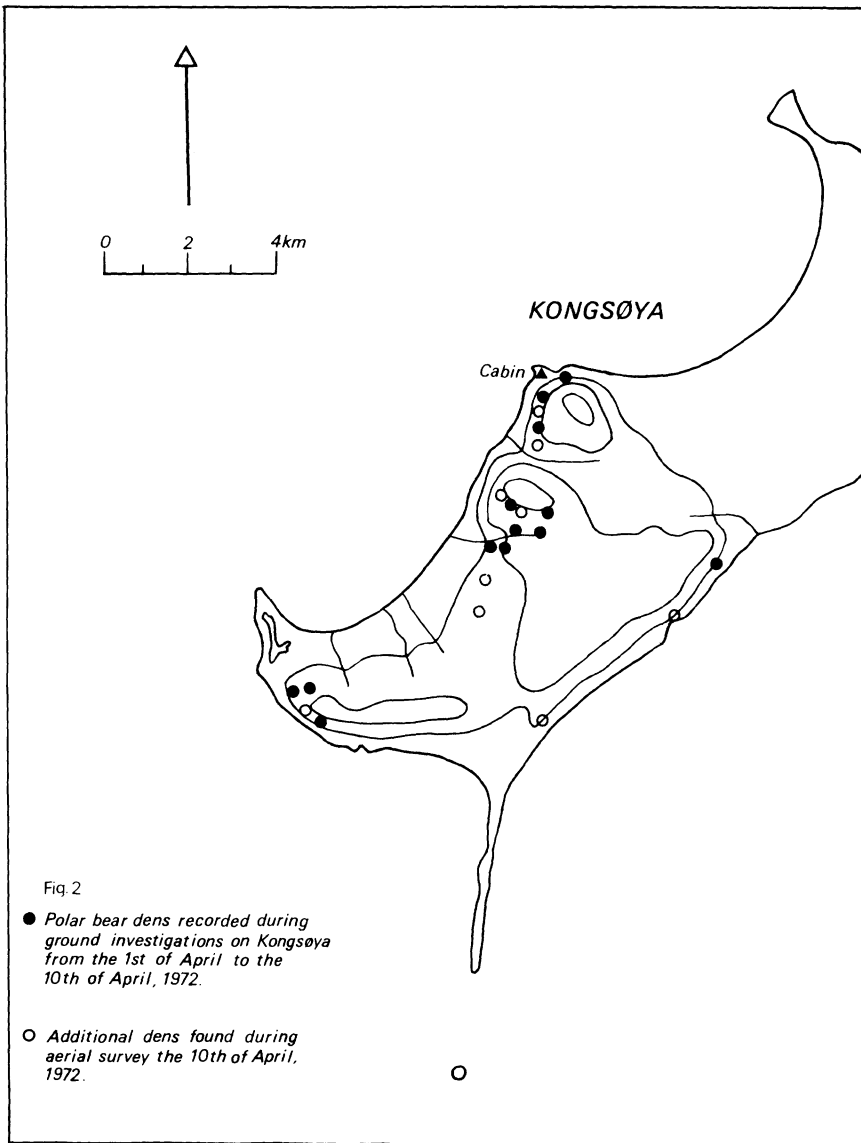 0 2 4km
KONGSØYA
Cabin
Fig. 2
Polar bear dens recorded during
ground investigations on Kongsøya
from the 1st of April to the
10th of April, 1972.
Additional dens found during
aerial survey the 10th of April,
1972.